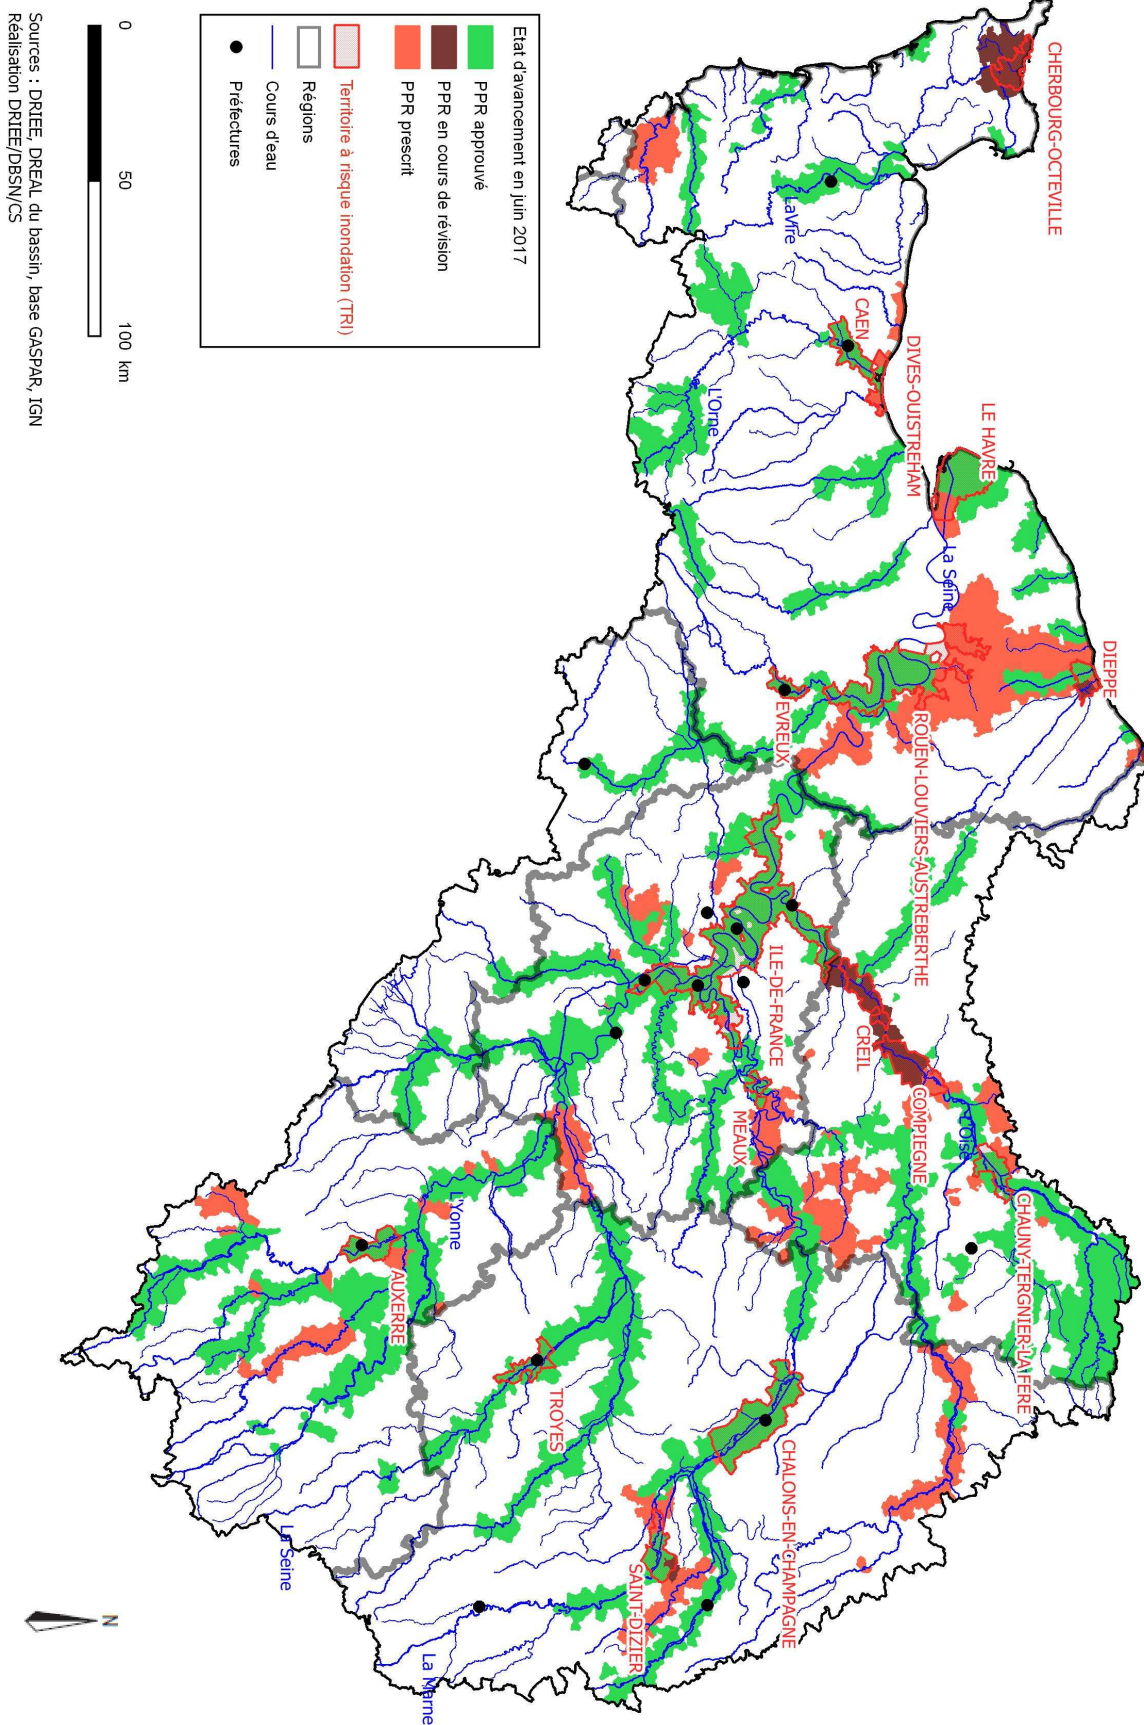 CHERBOURG-OCTEVILLE
DIEPPE
LE HAVRE
DIVES-OUISTREHAM
CAEN
La Vire
L'Orne
La Seine
ROUEN-LOUVIERS-AUSTREBERTHE
EVREUX
ILE-DE-FRANCE
CREIL
COMPIEGNE
L'Oise
CHAUNY-TERGNIER-LA FERE
MEAUX
CHALONS-EN-CHAMPAGNE
SAINT-DIZIER
TROYES
L'Yonne
AUXERRE
La Seine
La Marne
Etat d'avancement en juin 2017
PPR approuvé
PPR en cours de révision
PPR prescrit
Territoire à risque inondation (TRI)
Régions
Cours d'eau
Préfectures
0 50 100 km
N
Sources : DRIEE, DREAL du bassin, base GASPAR, IGN
Réalisation DRIEE/DBSN/CS